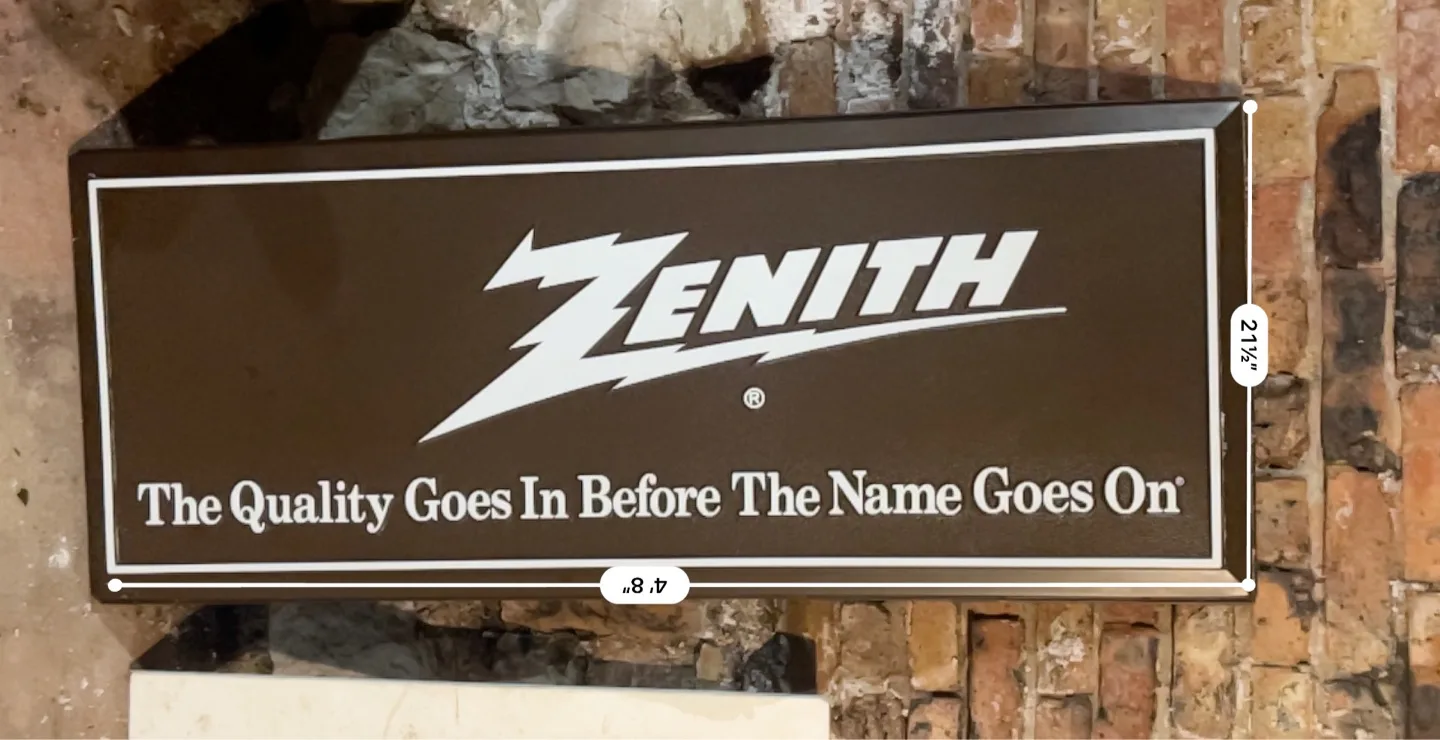 ZENITH
®
The Quality Goes In Before The Name Goes On®
21½"
4' 8"